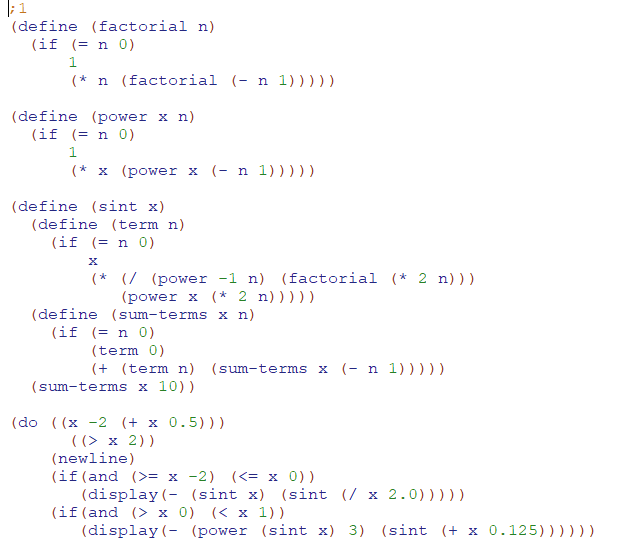 ;1
(define (factorial n)
  (if (= n 0)
      1
      (* n (factorial (- n 1)))))

(define (power x n)
  (if (= n 0)
      1
      (* x (power x (- n 1)))))

(define (sint x)
  (define (term n)
    (if (= n 0)
        x
        (* (/ (power -1 n) (factorial (* 2 n)))
           (power x (* 2 n)))))
  (define (sum-terms x n)
    (if (= n 0)
        (term 0)
        (+ (term n) (sum-terms x (- n 1)))))
  (sum-terms x 10))

(do ((x -2 (+ x 0.5)))
      ((> x 2))
    (newline)
    (if(and (>= x -2) (<= x 0))
       (display(- (sint x) (sint (/ x 2.0)))))
    (if(and (> x 0) (< x 1))
       (display(- (power (sint x) 3) (sint (+ x 0.125))))))